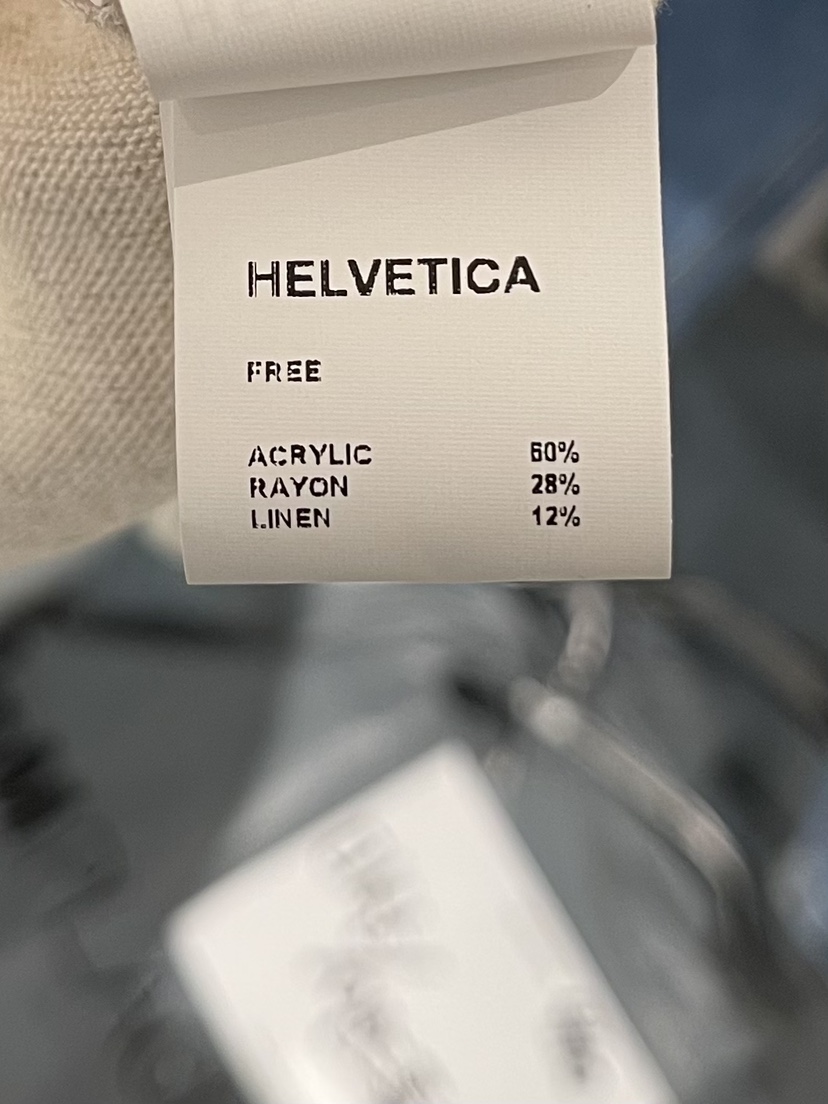 HELVETICA
FREE
ACRYLIC 60%
RAYON 28%
LINEN 12%